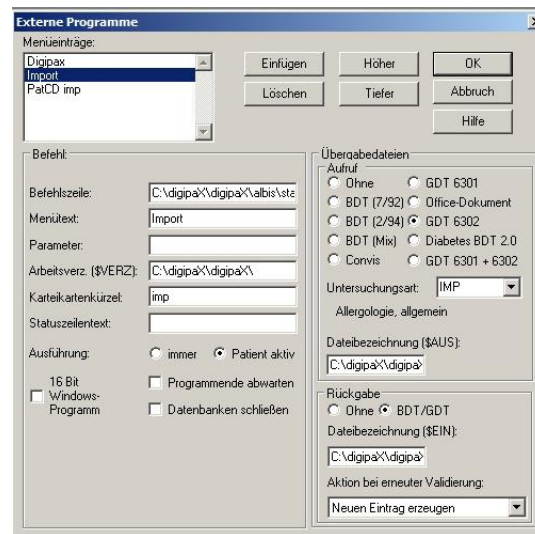 Externe Programme
Menüeinträge:
Digipax
Import
PatCD imp
Einfügen
Höher
OK
Löschen
Tiefer
Abbruch
Hilfe
Befehl:
Befehlszeile: C:\digipaX\digipaX\albis\sta
Menütext: Import
Parameter:
Arbeitsverz. ($VERZ): C:\digipaX\digipaX\
Karteikartenkürzel: imp
Statuszeilentext:
Ausführung: immer Patient aktiv
16 Bit
Windows-
Programm
Programmende abwarten
Datenbanken schließen
Übergabedateien
Aufruf
Ohne GDT 6301
BDT (7/92) Office-Dokument
BDT (2/94) GDT 6302
BDT (Mix) Diabetes BDT 2.0
Convis GDT 6301 + 6302
Untersuchungsart: IMP
Allergologie, allgemein
Dateibezeichnung ($AUS):
C:\digipaX\digipa
Rückgabe
Ohne BDT/GDT
Dateibezeichnung ($EIN):
C:\digipaX\digipa
Aktion bei erneuter Validierung:
Neuen Eintrag erzeugen